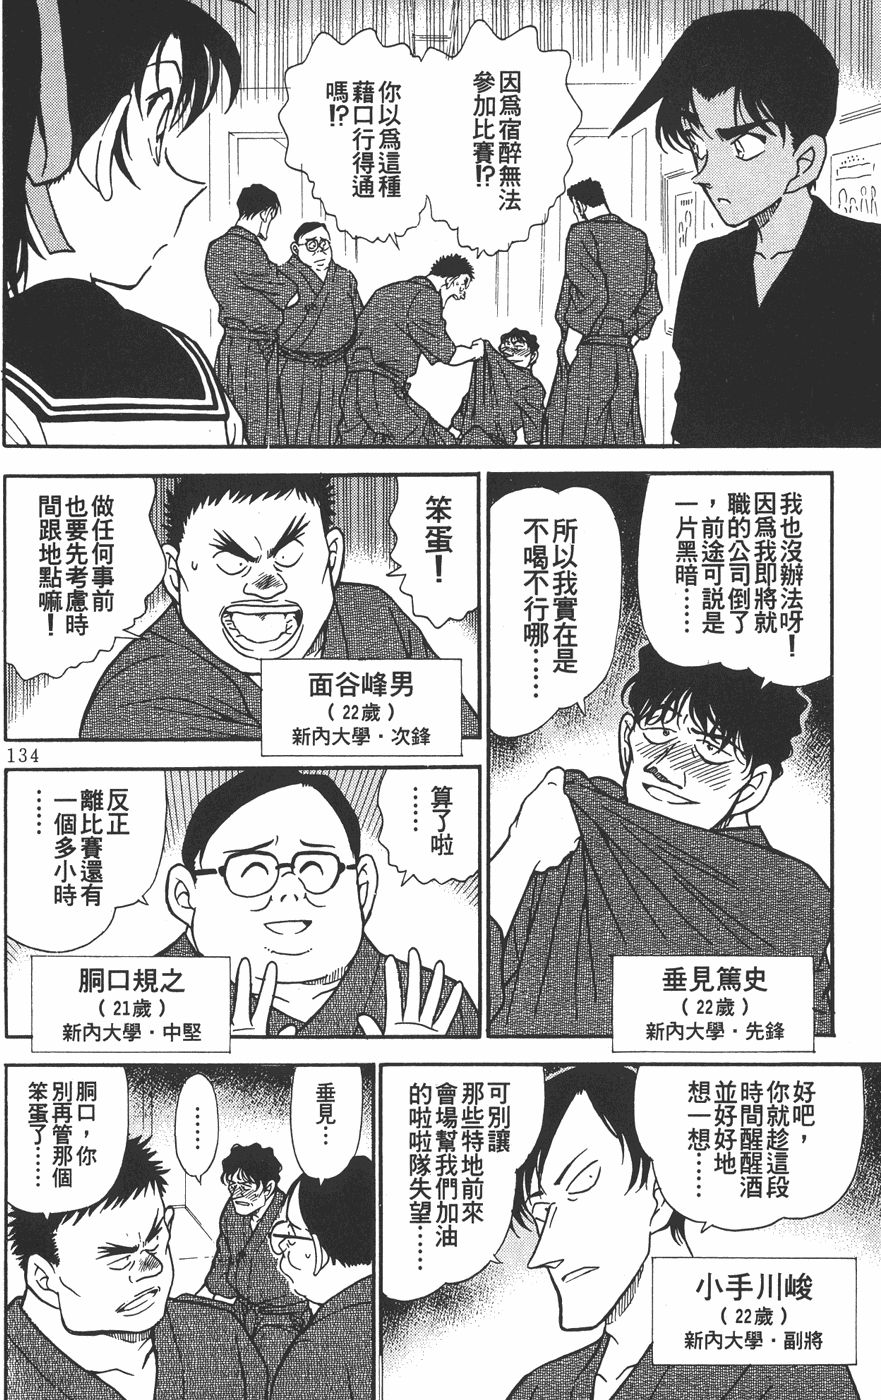 因爲宿醉無法
參加比賽!?
你以爲這種
藉口行得通
嗎!?
我也沒辦法呀!
因爲我即將就
職的公司倒了
，前途可説是
一片黑暗……
所以我實在是
不喝不行哪……
垂見篤史
(22歲)
新內大學·先鋒
笨蛋!
做任何事前
也要先考慮時
間跟地點嘛!
面谷峰男
(22歲)
新內大學·次鋒
134
算了啦
……
反正
離比賽還有
一個多小時
……
胴口規之
(21歲)
新內大學·中堅
好吧，
你就趁這段
時間醒醒酒
並好好地
想一想……
可別讓
那些特地前來
會場幫我們加油
的啦啦隊失望……
小手川峻
(22歲)
新內大學·副將
垂見…
……
胴口，你
別再管那個
笨蛋了……